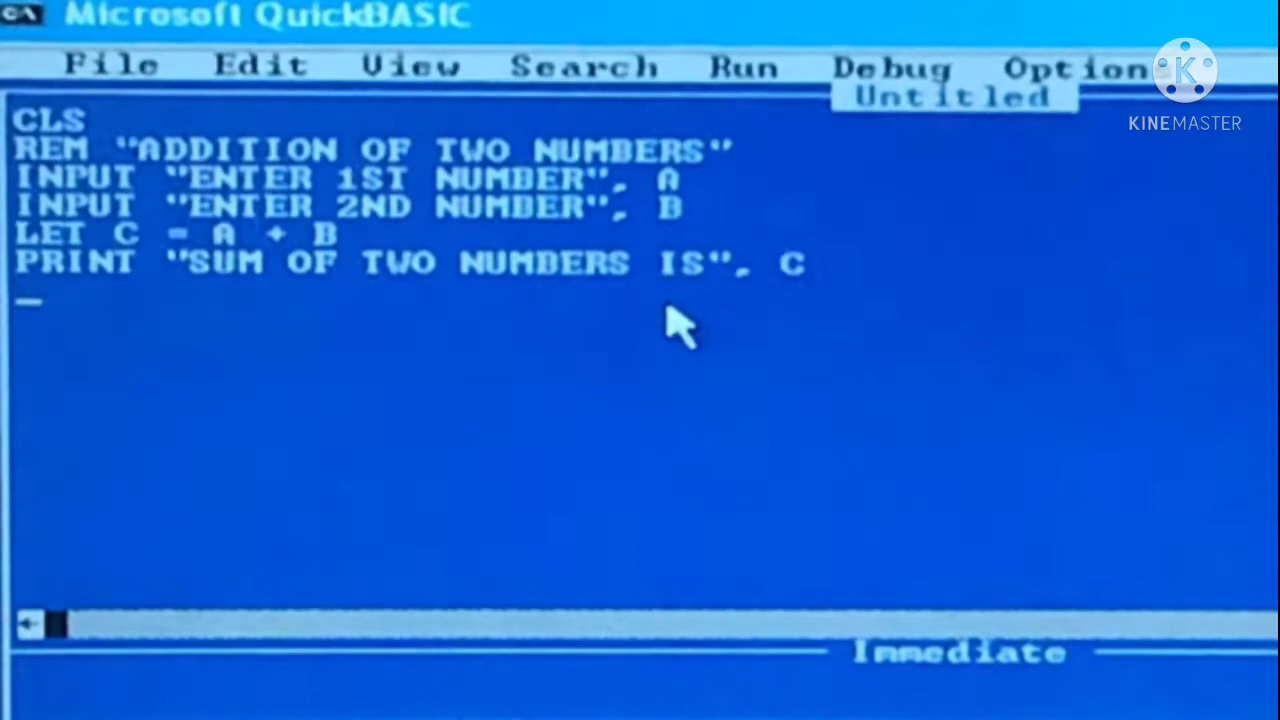 Microsoft QuickBASIC
File Edit View Search Run Debug Options
Untitled
K
KINEMASTER
CLS
REM "ADDITION OF TWO NUMBERS"
INPUT "ENTER 1ST NUMBER", A
INPUT "ENTER 2ND NUMBER", B
LET C = A + B
PRINT "SUM OF TWO NUMBERS IS", C
Immediate